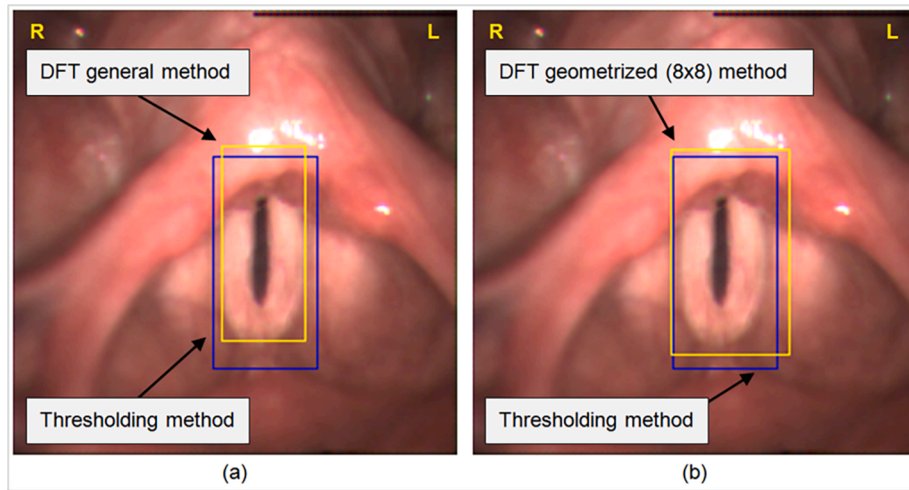 R
L
DFT general method
Thresholding method
(a)
R
L
DFT geometrized (8x8) method
Thresholding method
(b)